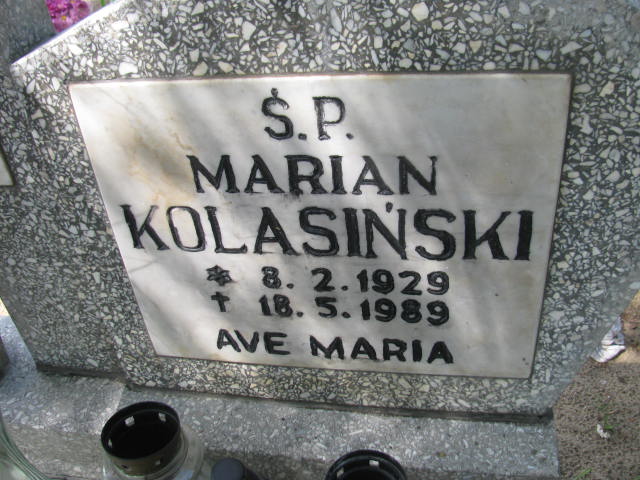 Ś.P.
MARIAN
KOLASIŃSKI
* 8.2.1929
† 18.5.1989
AVE MARIA